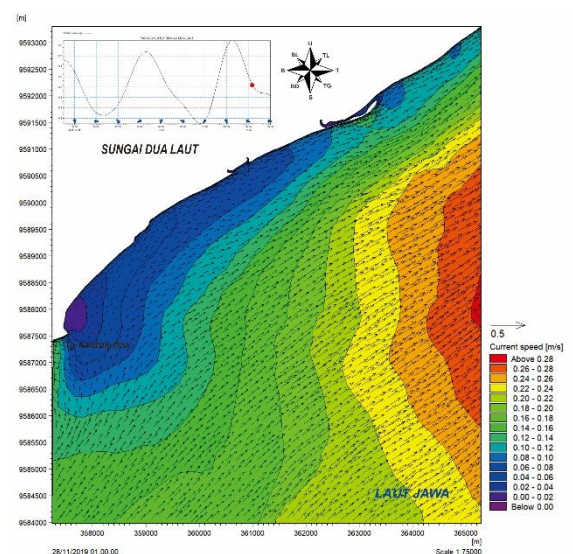 [m]
9593000
9592500
9592000
9591500
9591000
9590500
9590000
9589500
9589000
9588500
9588000
9587500
9587000
9586500
9586000
9585500
9585000
9584500
9584000
U
BL TL
B T
BD TG
S
SUNGAI DUA LAUT
LAUT JAWA
358000 359000 360000 361000 362000 363000 364000 365000
[m]
28/11/2019 01.00.00
Scale 1:75000
0.5
Current speed [m/s]
Above 0.28
0.26 - 0.28
0.24 - 0.26
0.22 - 0.24
0.20 - 0.22
0.18 - 0.20
0.16 - 0.18
0.14 - 0.16
0.12 - 0.14
0.10 - 0.12
0.08 - 0.10
0.06 - 0.08
0.04 - 0.06
0.02 - 0.04
0.00 - 0.02
Below 0.00